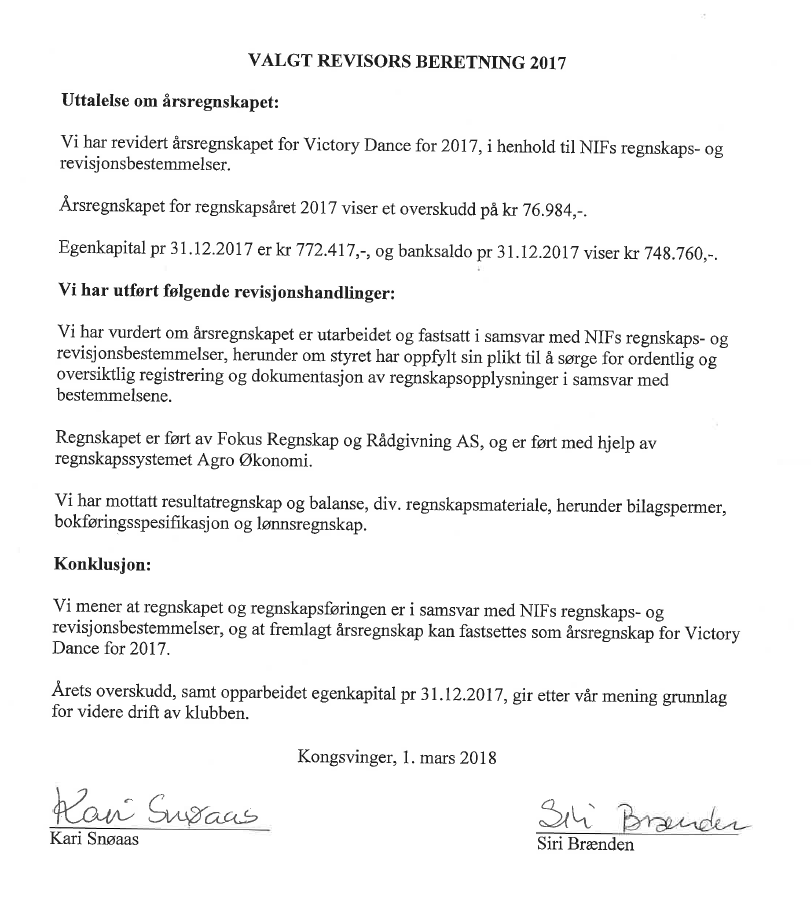 VALGT REVISORS BERETNING 2017
Uttalelse om årsregnskapet:
Vi har revidert årsregnskapet for Victory Dance for 2017, i henhold til NIFs regnskaps- og
revisjonsbestemmelser.
Årsregnskapet for regnskapsåret 2017 viser et overskudd på kr 76.984,-.
Egenkapital pr 31.12.2017 er kr 772.417,-, og banksaldo pr 31.12.2017 viser kr 748.760,-.
Vi har utført følgende revisjonshandlinger:
Vi har vurdert om årsregnskapet er utarbeidet og fastsatt i samsvar med NIFs regnskaps- og
revisjonsbestemmelser, herunder om styret har oppfylt sin plikt til å sørge for ordentlig og
oversiktlig registrering og dokumentasjon av regnskapsopplysninger i samsvar med
bestemmelsene.
Regnskapet er ført av Fokus Regnskap og Rådgivning AS, og er ført med hjelp av
regnskapssystemet Agro Økonomi.
Vi har mottatt resultatregnskap og balanse, div. regnskapsmateriale, herunder bilagspermer,
bokføringsspesifikasjon og lønnsregnskap.
Konklusjon:
Vi mener at regnskapet og regnskapsføringen er i samsvar med NIFs regnskaps- og
revisjonsbestemmelser, og at fremlagt årsregnskap kan fastsettes som årsregnskap for Victory
Dance for 2017.
Årets overskudd, samt opparbeidet egenkapital pr 31.12.2017, gir etter vår mening grunnlag
for videre drift av klubben.
Kongsvinger, 1. mars 2018
Kari Snøaas Siri Brænden
Kari Snøaas Siri Brænden